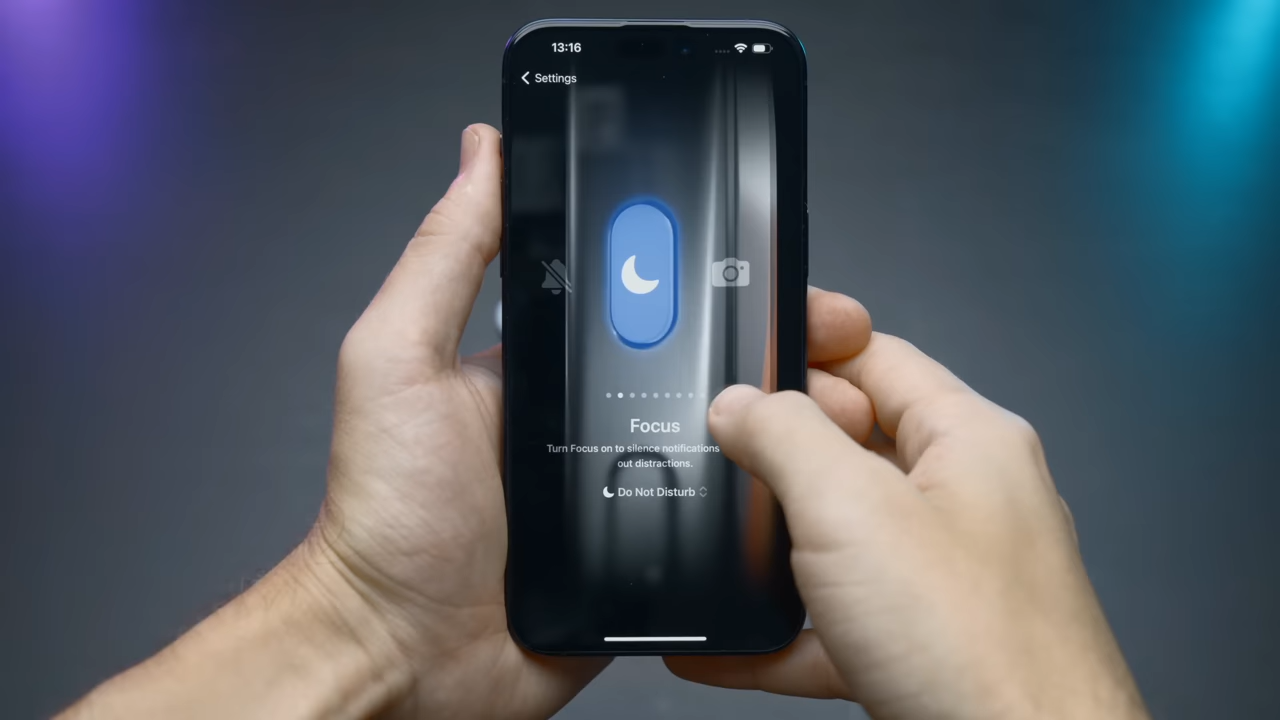 13:16
Settings
Focus
Turn Focus on to silence notifications
out distractions.
Do Not Disturb